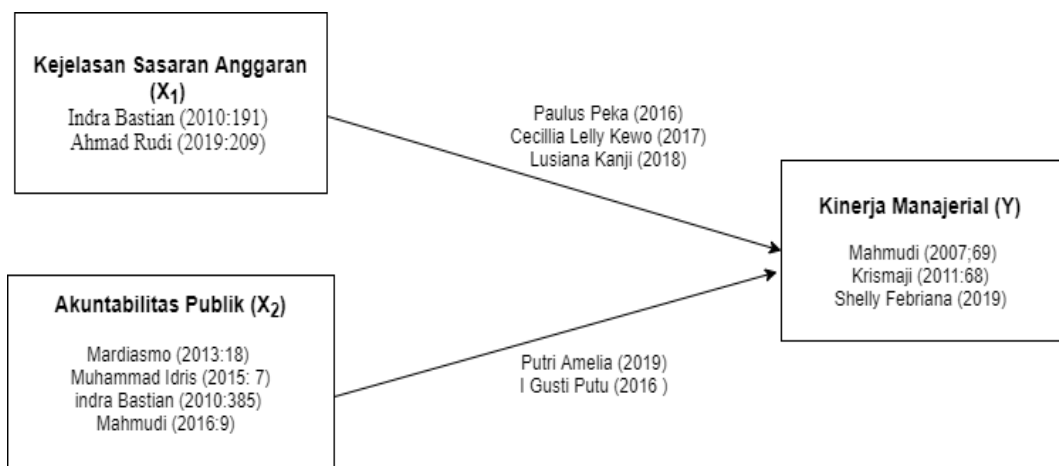 Kejelasan Sasaran Anggaran
(X1)
Indra Bastian (2010:191)
Ahmad Rudi (2019:209)
Paulus Peka (2016)
Cecillia Lelly Kewo (2017)
Lusiana Kanji (2018)
Kinerja Manajerial (Y)
Mahmudi (2007;69)
Krismaji (2011:68)
Shelly Febriana (2019)
Akuntabilitas Publik (X2)
Mardiasmo (2013:18)
Muhammad Idris (2015: 7)
indra Bastian (2010:385)
Mahmudi (2016:9)
Putri Amelia (2019)
I Gusti Putu (2016 )